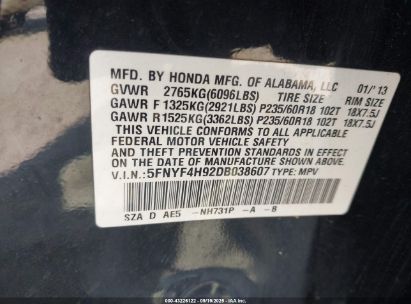 MFD. BY HONDA MFG. OF ALABAMA, LLC 01/'13
GVWR 2765KG(6096LBS) TIRE SIZE RIM SIZE
GAWR F 1325KG(2921LBS) P235/60R18 102T 18X7.5J
GAWR R 1525KG(3362LBS) P235/60R18 102T 18X7.5J
THIS VEHICLE CONFORMS TO ALL APPLICABLE
FEDERAL MOTOR VEHICLE SAFETY AND
THEFT PREVENTION STANDARDS IN EFFECT ON THE
DATE OF MANUFACTURE SHOWN ABOVE.
V.I.N.: 5FNYF4H92DB038607 TYPE: MPV
SZA D AE5 -NH731P -A -B